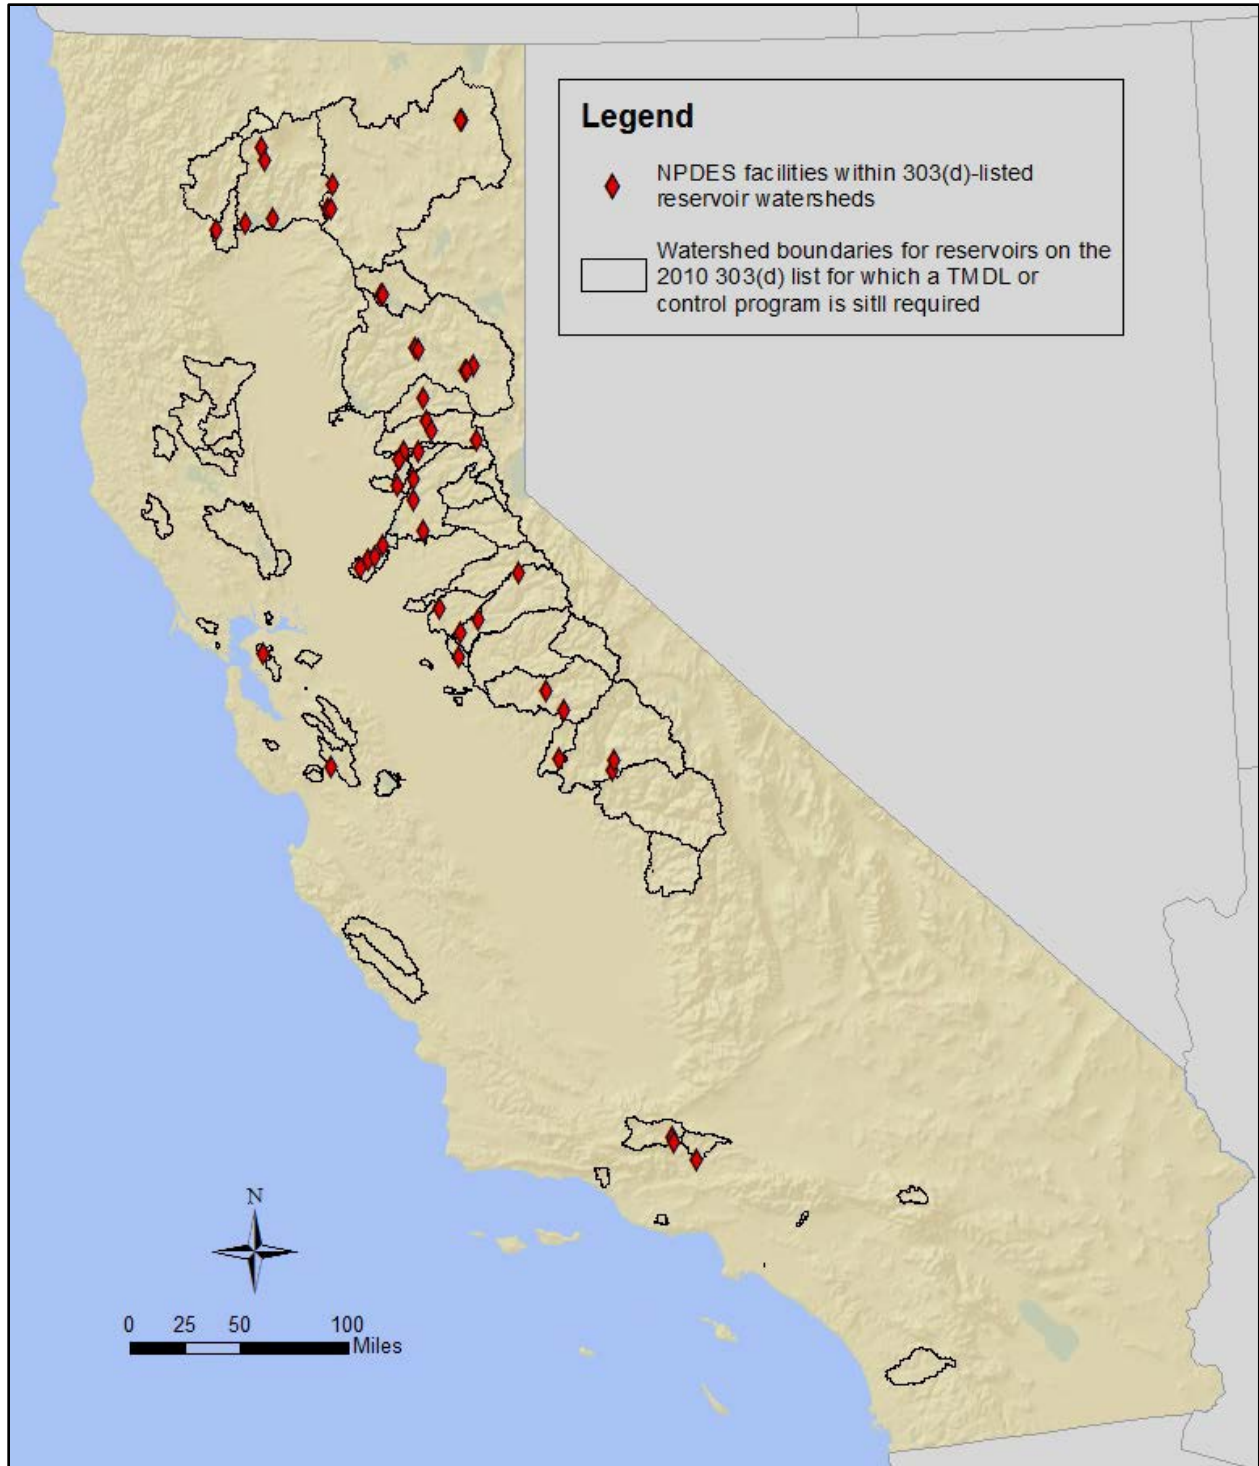 Legend
NPDES facilities within 303(d)-listed
reservoir watersheds
Watershed boundaries for reservoirs on the
2010 303(d) list for which a TMDL or
control program is sitll required
N
0 25 50 100
Miles